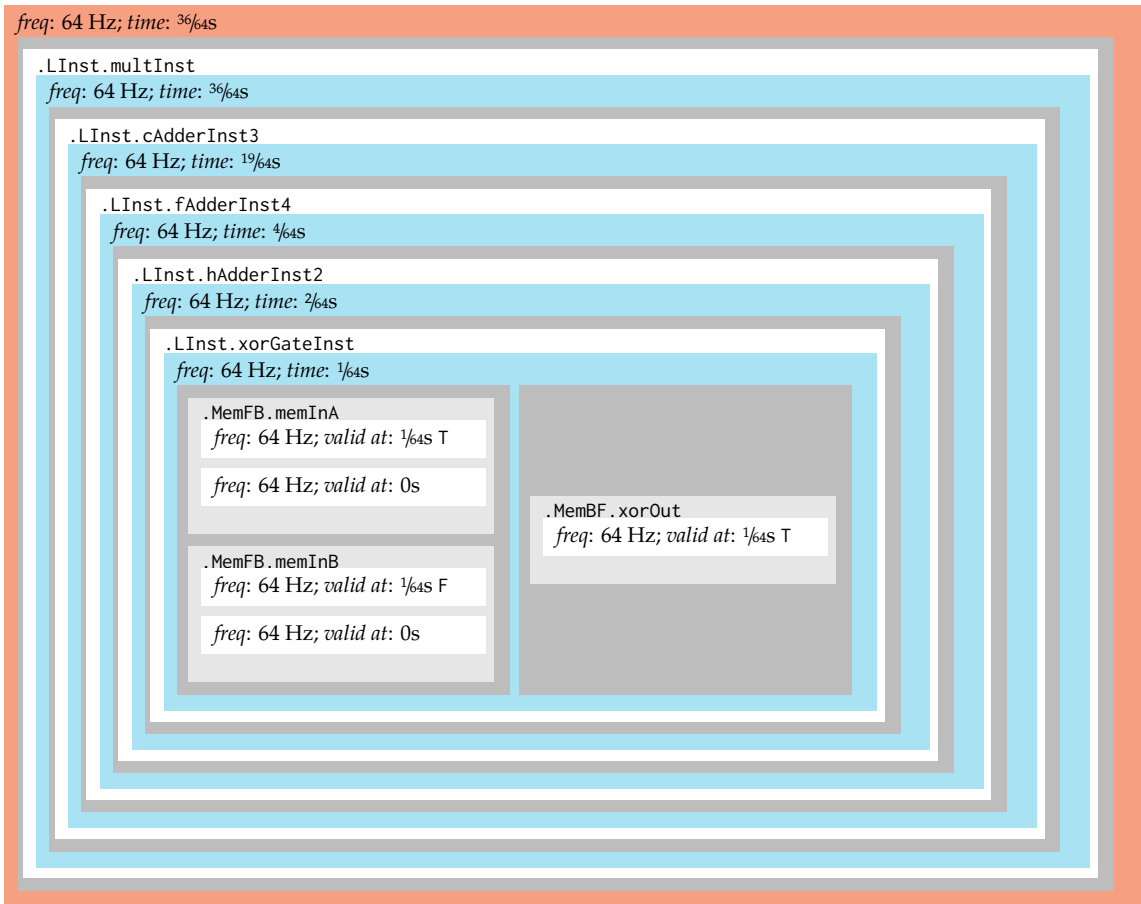 freq: 64 Hz; time: 36/64s
.LInst.multInst
freq: 64 Hz; time: 36/64s
.LInst.cAdderInst3
freq: 64 Hz; time: 19/64s
.LInst.fAdderInst4
freq: 64 Hz; time: 4/64s
.LInst.hAdderInst2
freq: 64 Hz; time: 2/64s
.LInst.xorGateInst
freq: 64 Hz; time: 1/64s
.MemFB.memInA
freq: 64 Hz; valid at: 1/64s T
freq: 64 Hz; valid at: 0s
.MemFB.memInB
freq: 64 Hz; valid at: 1/64s F
freq: 64 Hz; valid at: 0s
.MemBF.xorOut
freq: 64 Hz; valid at: 1/64s T